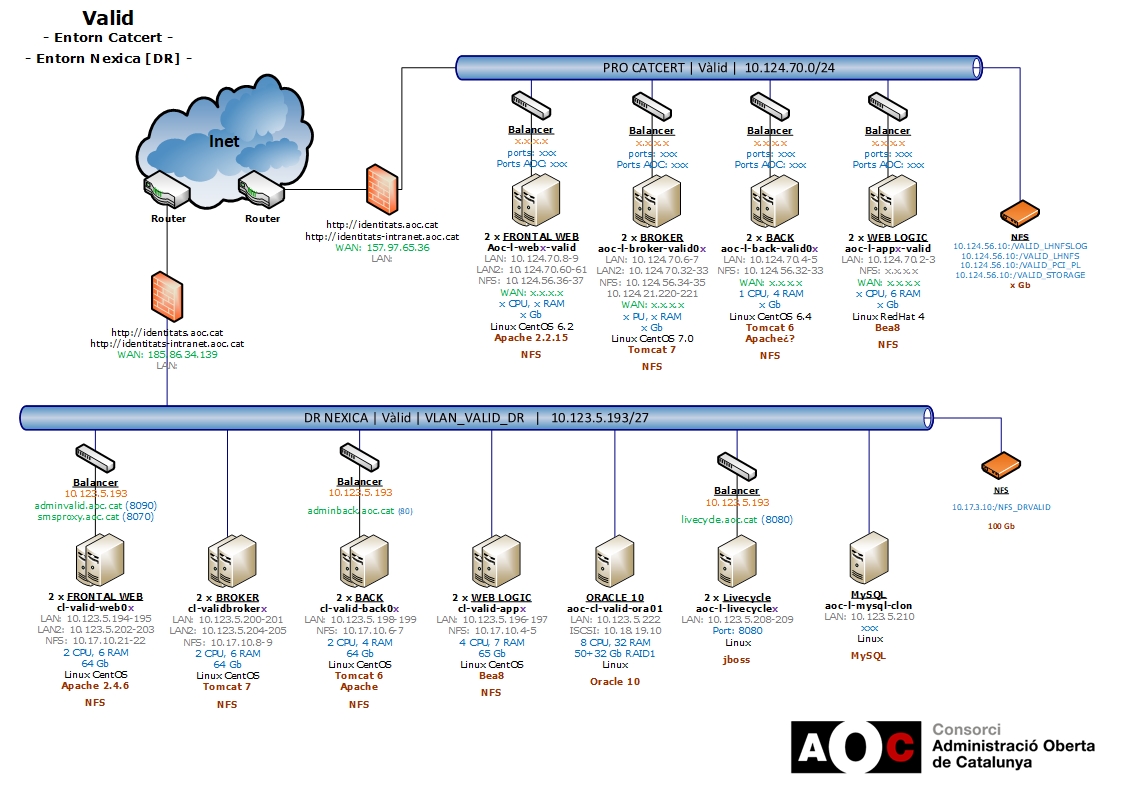 Valid
- Entorn Catcert -
- Entorn Nexica [DR] -
Inet
Router
Router
http://identitats.aoc.cat
http://identitats-intranet.aoc.cat
WAN: 157.97.65.36
LAN:
http://identitats.aoc.cat
http://identitats-intranet.aoc.cat
WAN: 185.86.34.139
LAN:
PRO CATCERT | Vàlid | 10.124.70.0/24
Balancer
x.x.x.x
ports: xxx
Ports AOC: xxx
2 x FRONTAL WEB
Aoc-l-webx-valid
LAN: 10.124.70.8-9
LAN2: 10.124.70.60-61
NFS: 10.124.56.36-37
WAN: x.x.x.x
x CPU, x RAM
x Gb
Linux CentOS 6.2
Apache 2.2.15
NFS
Balancer
x.x.x.x
ports: xxx
Ports AOC: xxx
2 x BROKER
aoc-l-broker-valid0x
LAN: 10.124.70.6-7
LAN2: 10.124.70.32-33
NFS: 10.124.56.34-35
10.124.21.220-221
WAN: x.x.x.x
x PU, x RAM
x Gb
Linux CentOS 7.0
Tomcat 7
NFS
Balancer
x.x.x.x
ports: xxx
Ports AOC: xxx
2 x BACK
aoc-l-back-valid0x
LAN: 10.124.70.4-5
NFS: 10.124.56.32-33
WAN: x.x.x.x
1 CPU, 4 RAM
x Gb
Linux CentOS 6.4
Tomcat 6
Apache¿?
NFS
Balancer
x.x.x.x
ports: xxx
Ports AOC: xxx
2 x WEB LOGIC
aoc-l-appx-valid
LAN: 10.124.70.2-3
NFS: x.x.x.x
WAN: x.x.x.x
x CPU, 6 RAM
x Gb
Linux RedHat 4
Bea8
NFS
NFS
10.124.56.10:/VALID_LHNFSLOG
10.124.56.10:/VALID_LHNFS
10.124.56.10:/VALID_PCI_PL
10.124.56.10:/VALID_STORAGE
x Gb
DR NEXICA | Vàlid | VLAN_VALID_DR | 10.123.5.193/27
Balancer
10.123.5.193
adminvalid.aoc.cat (8090)
smsproxy.aoc.cat (8070)
2 x FRONTAL WEB
cl-valid-web0x
LAN: 10.123.5.194-195
LAN2: 10.123.5.202-203
NFS: 10.17.10.21-22
2 CPU, 6 RAM
64 Gb
Linux CentOS
Apache 2.4.6
NFS
2 x BROKER
cl-validbrokerx
LAN: 10.123.5.200-201
LAN2: 10.123.5.204-205
NFS: 10.17.10.8-9
2 CPU, 6 RAM
64 Gb
Linux CentOS
Tomcat 7
NFS
Balancer
10.123.5.193
adminback.aoc.cat (80)
2 x BACK
cl-valid-back0x
LAN: 10.123.5.198-199
NFS: 10.17.10.6-7
2 CPU, 4 RAM
64 Gb
Linux CentOS
Tomcat 6
Apache
NFS
2 x WEB LOGIC
cl-valid-appx
LAN: 10.123.5.196-197
NFS: 10.17.10.4-5
4 CPU, 7 RAM
65 Gb
Linux CentOS
Bea8
NFS
ORACLE 10
aoc-cl-valid-ora01
LAN: 10.123.5.222
ISCSI: 10.18.19.10
8 CPU, 32 RAM
50+32 Gb RAID1
Linux
Oracle 10
Balancer
10.123.5.193
livecycle.aoc.cat (8080)
2 x Livecycle
aoc-l-livecyclex
LAN: 10.123.5.208-209
Port: 8080
Linux
jboss
MySQL
aoc-l-mysql-clon
LAN: 10.123.5.210
xxx
Linux
MySQL
NFS
10.17.3.10:/NFS_DRVALID
100 Gb
AOC
Consorci
Administració Oberta
de Catalunya